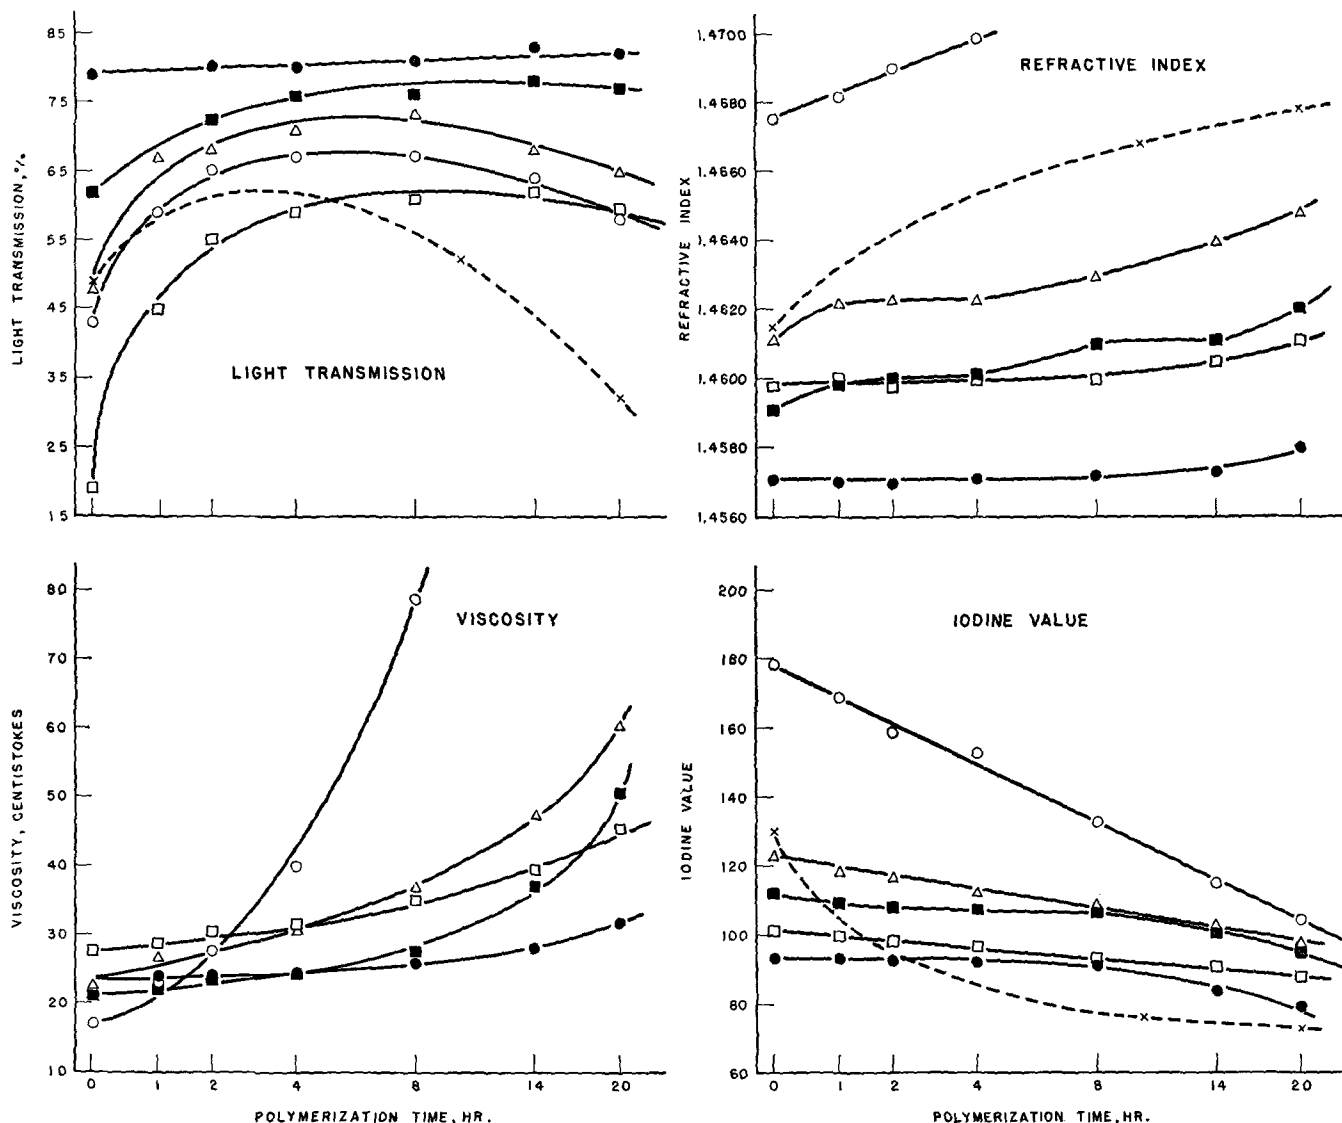 85
75
65
55
45
35
25
15
LIGHT TRANSMISSION, %
LIGHT TRANSMISSION
1.4700
1.4680
1.4660
1.4640
1.4620
1.4600
1.4580
1.4560
REFRACTIVE INDEX
REFRACTIVE INDEX
80
70
60
50
40
30
20
10
VISCOSITY, CENTISTOKES
VISCOSITY
0 1 2 4 8 14 20
POLYMERIZATION TIME, HR.
200
180
160
140
120
100
80
60
IODINE VALUE
IODINE VALUE
0 1 2 4 8 14 20
POLYMERIZATION TIME, HR.